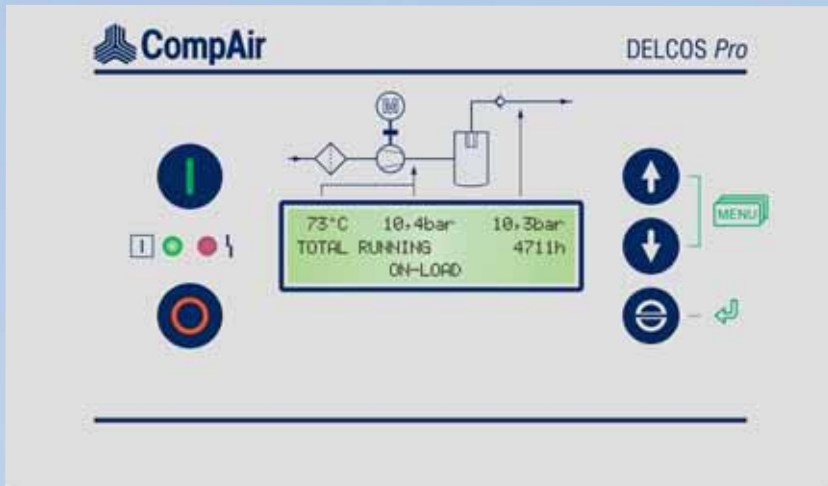 CompAir
DELCOS Pro
M
73°C 10,4bar 10,3bar
TOTAL RUNNING 4711h
ON-LOAD
MENU
I